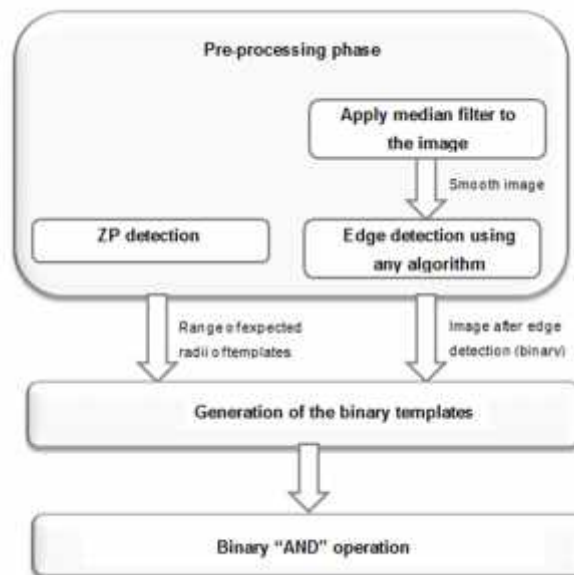 Pre-processing phase
Apply median filter to
the image
Smooth image
ZP detection
Edge detection using
any algorithm
Range of expected
radii of templates
Image after edge
detection (binary)
Generation of the binary templates
Binary “AND” operation